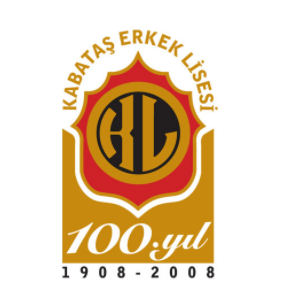 KABATAŞ ERKEK LİSESİ
KL
100.yıl
1908-2008